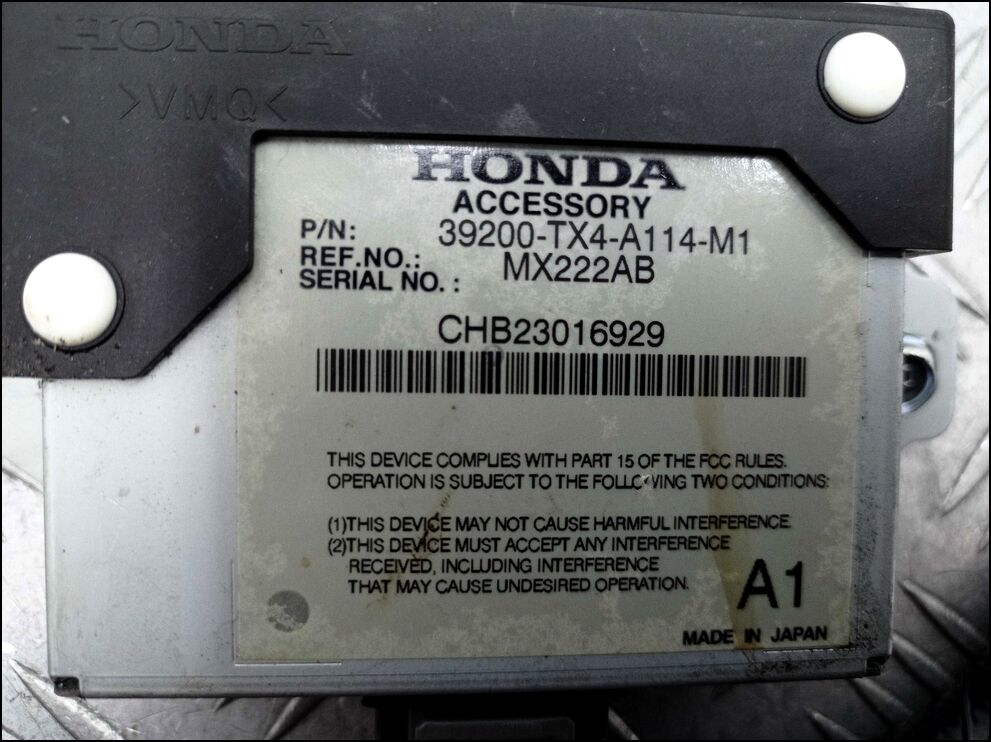 HONDA
>VMQ<
HONDA
ACCESSORY
P/N: 39200-TX4-A114-M1
REF.NO.: MX222AB
SERIAL NO. :
CHB23016929
THIS DEVICE COMPLIES WITH PART 15 OF THE FCC RULES.
OPERATION IS SUBJECT TO THE FOLLOWING TWO CONDITIONS:
(1)THIS DEVICE MAY NOT CAUSE HARMFUL INTERFERENCE.
(2)THIS DEVICE MUST ACCEPT ANY INTERFERENCE
RECEIVED, INCLUDING INTERFERENCE
THAT MAY CAUSE UNDESIRED OPERATION.
A1
MADE IN JAPAN